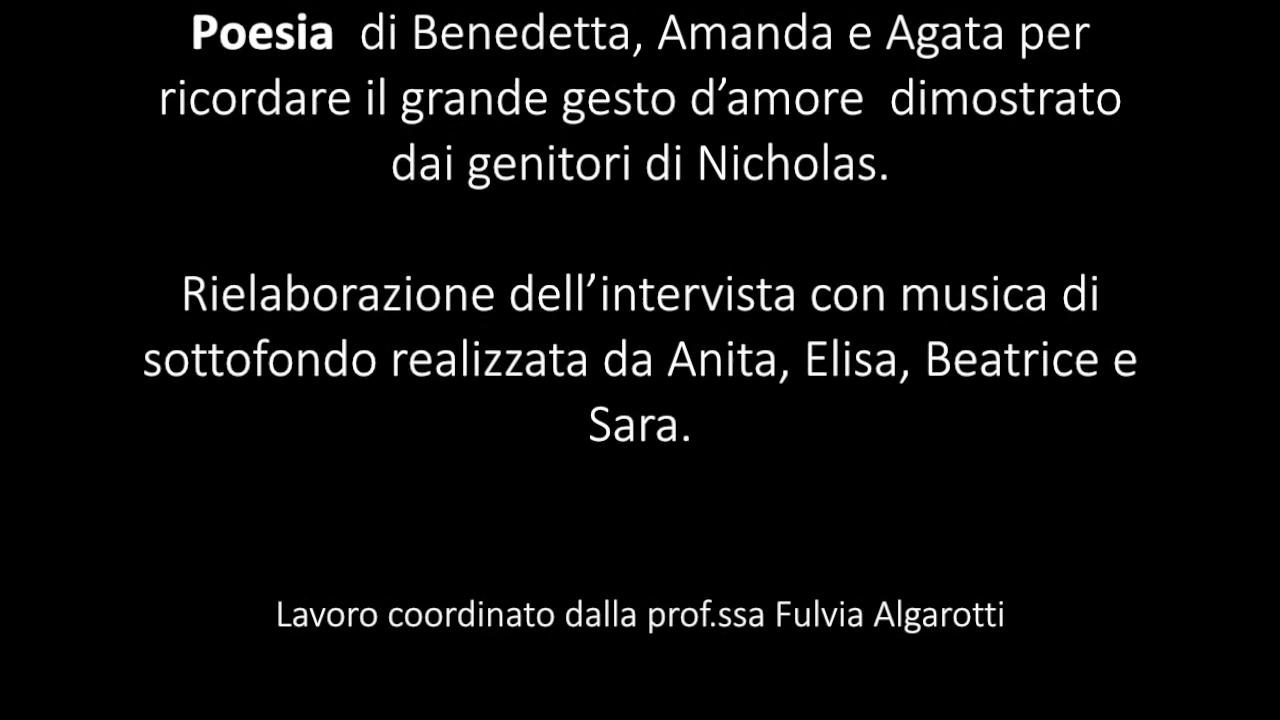 Poesia di Benedetta, Amanda e Agata per
ricordare il grande gesto d’amore dimostrato
dai genitori di Nicholas.
Rielaborazione dell’intervista con musica di
sottofondo realizzata da Anita, Elisa, Beatrice e
Sara.
Lavoro coordinato dalla prof.ssa Fulvia Algarotti